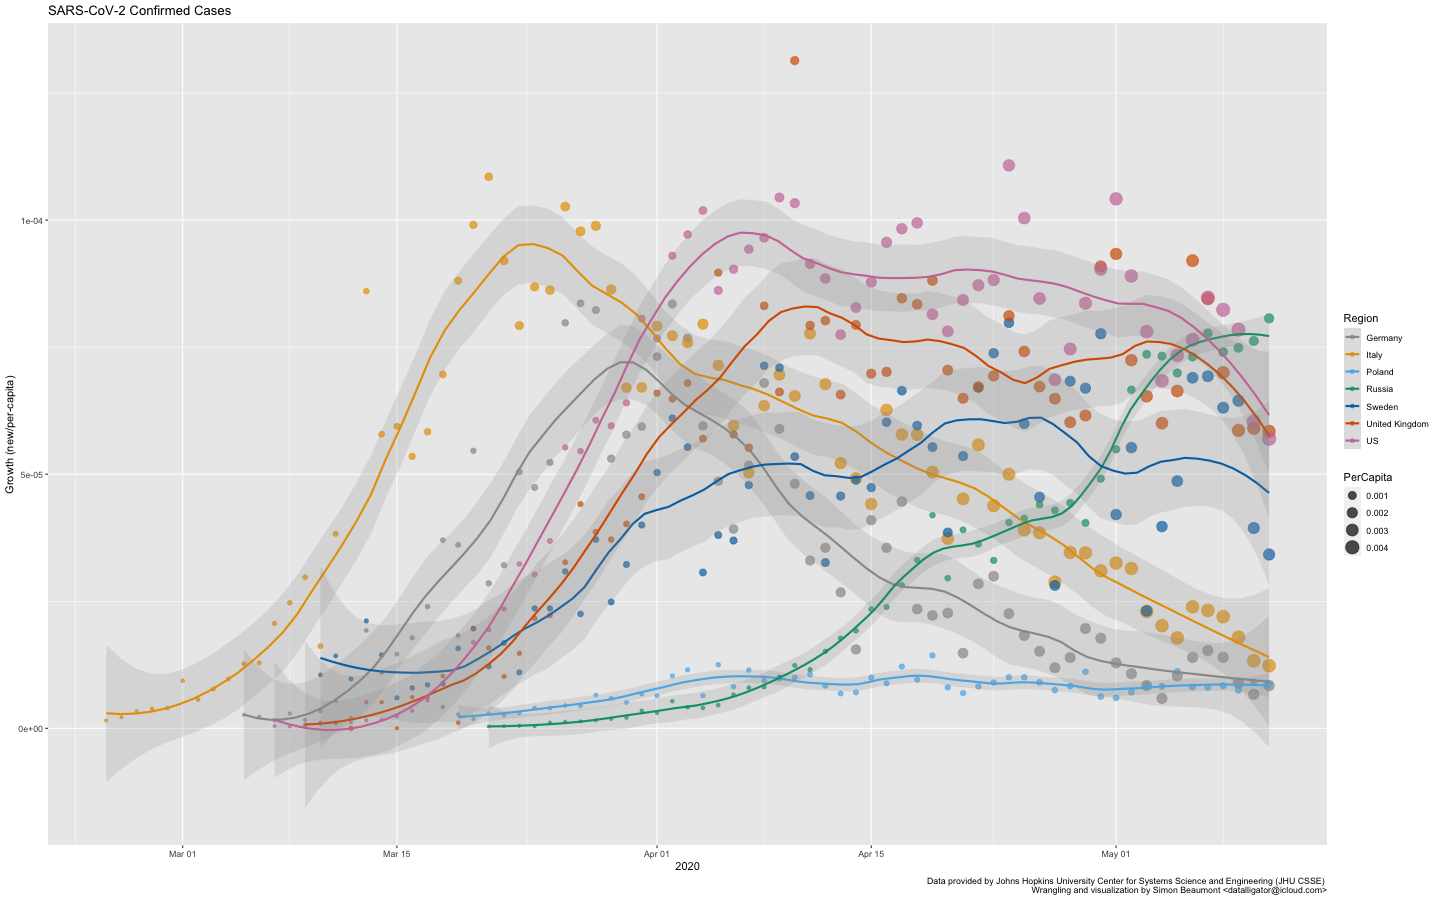 SARS-CoV-2 Confirmed Cases
Growth (new/per-capita)
1e-04
5e-05
0e+00
Mar 01
Mar 15
Apr 01
Apr 15
May 01
2020
Region
Germany
Italy
Poland
Russia
Sweden
United Kingdom
US
PerCapita
0.001
0.002
0.003
0.004
Data provided by Johns Hopkins University Center for Systems Science and Engineering (JHU CSSE)
Wrangling and visualization by Simon Beaumont <datalligator@icloud.com>